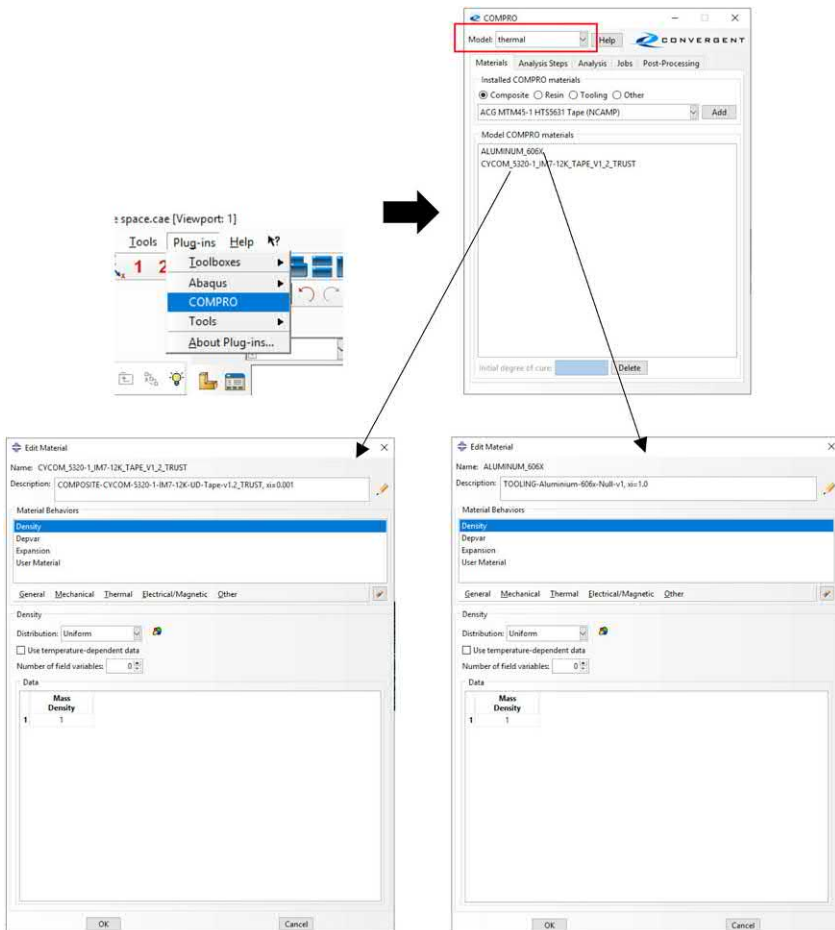 COMPRO
Model: thermal
Help
CONVERGENT
Materials Analysis Steps Analysis Jobs Post-Processing
Installed COMPRO materials
Composite Resin Tooling Other
ACG MTM45-1 HTS5631 Tape (NCAMP)
Add
Model COMPRO materials
ALUMINUM_606X
CYCOM_5320-1_IM7-12K_TAPE_V1_2_TRUST
Initial degree of cure:
Delete
e space.cae [Viewport: 1]
Tools Plug-ins Help
1 2
Toolboxes
Abaqus
COMPRO
Tools
About Plug-ins...
Edit Material
Name: CYCOM_5320-1_IM7-12K_TAPE_V1_2_TRUST
Description: COMPOSITE-CYCOM-5320-1-IM7-12K-UD-Tape-v1.2_TRUST, xi=0.001
Material Behaviors
Density
Depvar
Expansion
User Material
General Mechanical Thermal Electrical/Magnetic Other
Density
Distribution: Uniform
Use temperature-dependent data
Number of field variables: 0
Data
Mass
Density
1 1
OK Cancel
Edit Material
Name: ALUMINUM_606X
Description: TOOLING-Aluminium-606x-Null-v1, xi=1.0
Material Behaviors
Density
Depvar
Expansion
User Material
General Mechanical Thermal Electrical/Magnetic Other
Density
Distribution: Uniform
Use temperature-dependent data
Number of field variables: 0
Data
Mass
Density
1 1
OK Cancel